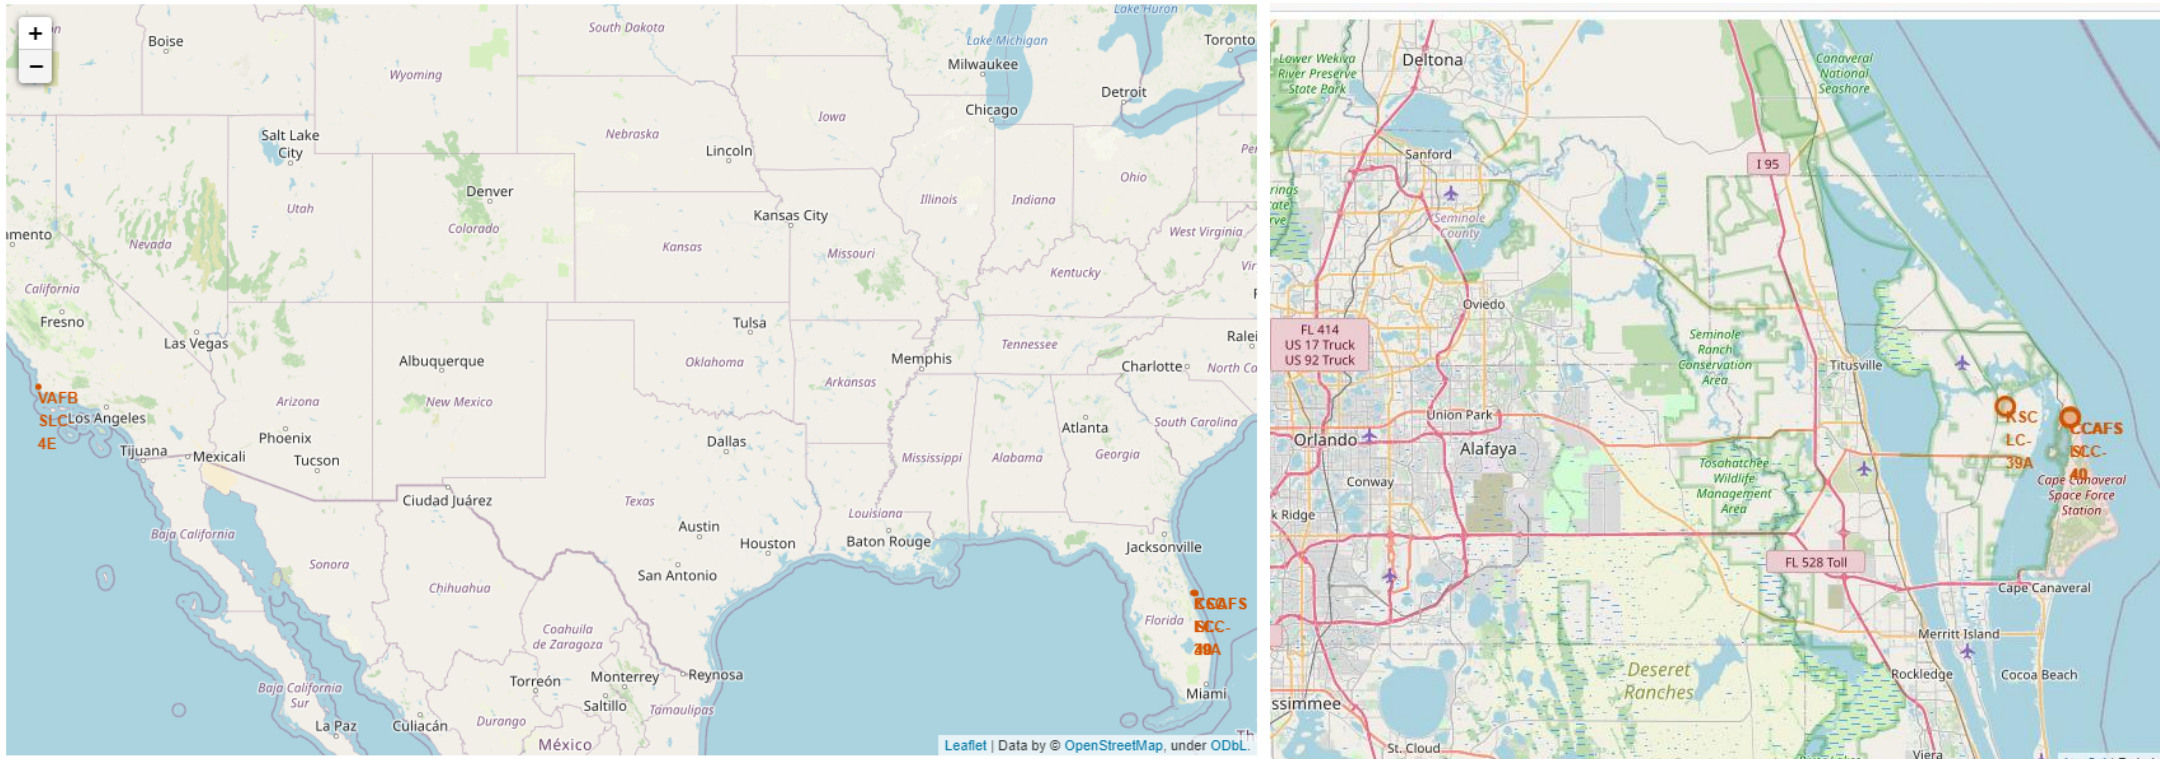 +
−
Boise
South Dakota
Lake Huron
Lake Michigan
Toronto
Wyoming
Milwaukee
Detroit
Chicago
Iowa
Salt Lake
City
Nebraska
Lincoln
Ohio
Denver
Illinois
Indiana
Utah
Kansas City
Colorado
Nevada
Kansas
Missouri
West Virginia
Kentucky
California
Fresno
Tulsa
Las Vegas
Albuquerque
Oklahoma
Memphis
Tennessee
Charlotte
Arkansas
VAFB
SLC-
4E
Los Angeles
Arizona
New Mexico
Phoenix
Atlanta
South Carolina
Dallas
Tijuana
Mexicali
Tucson
Mississippi
Alabama
Georgia
Ciudad Juárez
Texas
Louisiana
Austin
Baja California
Houston
Baton Rouge
Jacksonville
Sonora
San Antonio
Chihuahua
Florida
Coahuila
de Zaragoza
Torreón
Monterrey
Reynosa
Baja California
Sur
Saltillo
Tamaulipas
Miami
La Paz
Culiacán
Durango
México
Leaflet | Data by © OpenStreetMap, under ODbL.
Lower Wekiva
River Preserve
State Park
Deltona
Canaveral
National
Seashore
Sanford
I 95
Seminole
County
Oviedo
FL 414
US 17 Truck
US 92 Truck
Seminole
Ranch
Conservation
Area
Titusville
Union Park
Orlando
Alafaya
KSC
LC-
39A
CCAFS
Tosohatchee
Wildlife
Management
Area
Conway
Cape Canaveral
Space Force
Station
FL 528 Toll
Cape Canaveral
Merritt Island
Deseret
Ranches
Rockledge
Cocoa Beach
St. Cloud
Viera